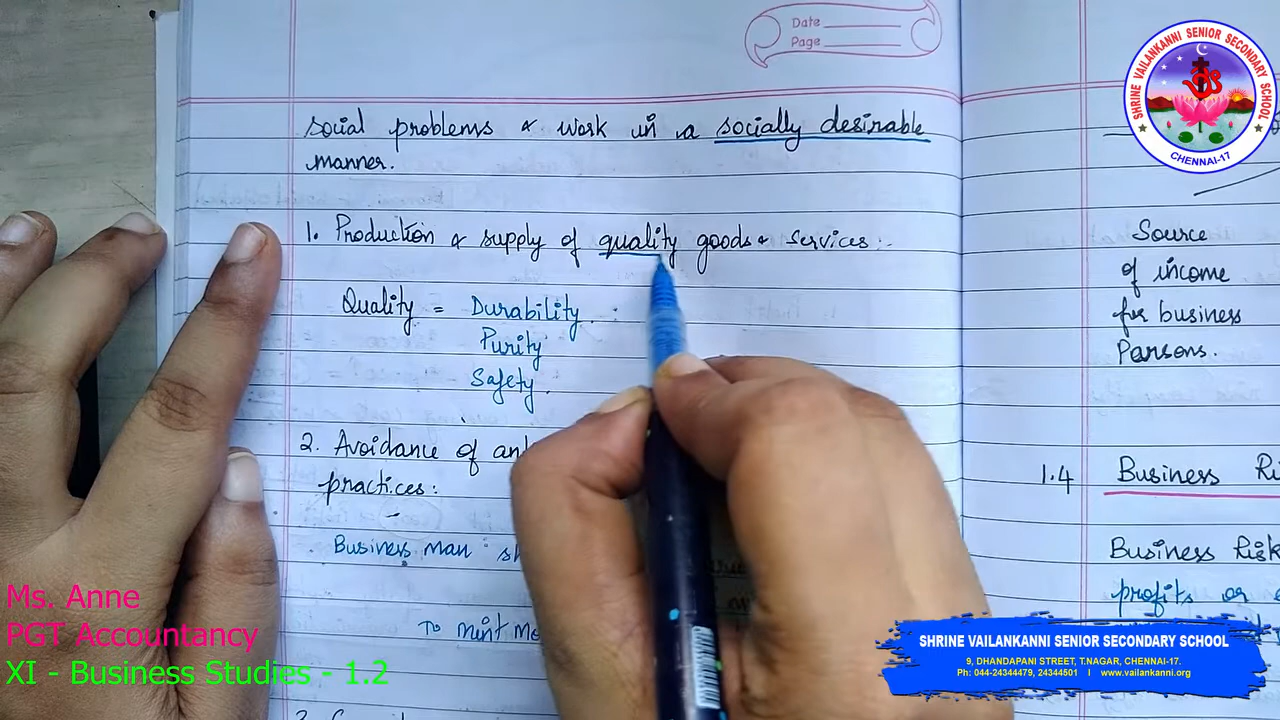 Date
Page
social problems & work in a socially desirable
manner.
1. Production & supply of quality goods & services :-
Quality = Durability.
Purity
Safety.
2. Avoidance of
practices:
Business man
To mint
Source
of income
for business
Persons.
1.4 Business
Business Risk
profits or
SHRINE VAILANKANNI SENIOR SECONDARY SCHOOL
CHENNAI-17
Ms. Anne
PGT Accountancy
XI - Business Studies - 1.2
SHRINE VAILANKANNI SENIOR SECONDARY SCHOOL
9, DHANDAPANI STREET, T.NAGAR, CHENNAI-17.
Ph: 044-24344479, 24344501 I www.vailankanni.org